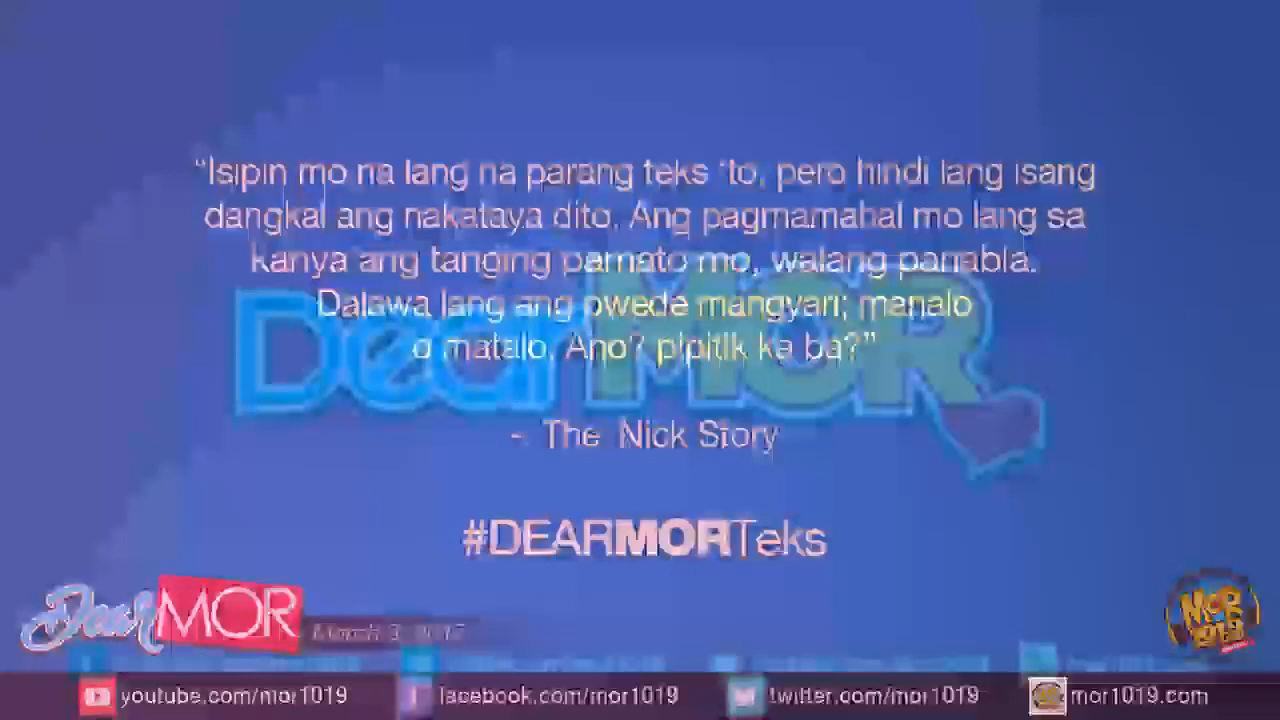 “Isipin mo na lang na parang teks ‘to, pero hindi lang isang
dangkal ang nakataya dito. Ang pagmamahal mo lang sa
kanya ang tanging pamato mo, walang panabla.
Dalawa lang ang pwede mangyari; manalo
o matalo. Ano? pipitik ka ba?”
- The Nick Story
DearMOR
#DEARMORTeks
Dear MOR
March 3, 2017
MOR
youtube.com/mor1019 facebook.com/mor1019 twitter.com/mor1019 mor1019.com